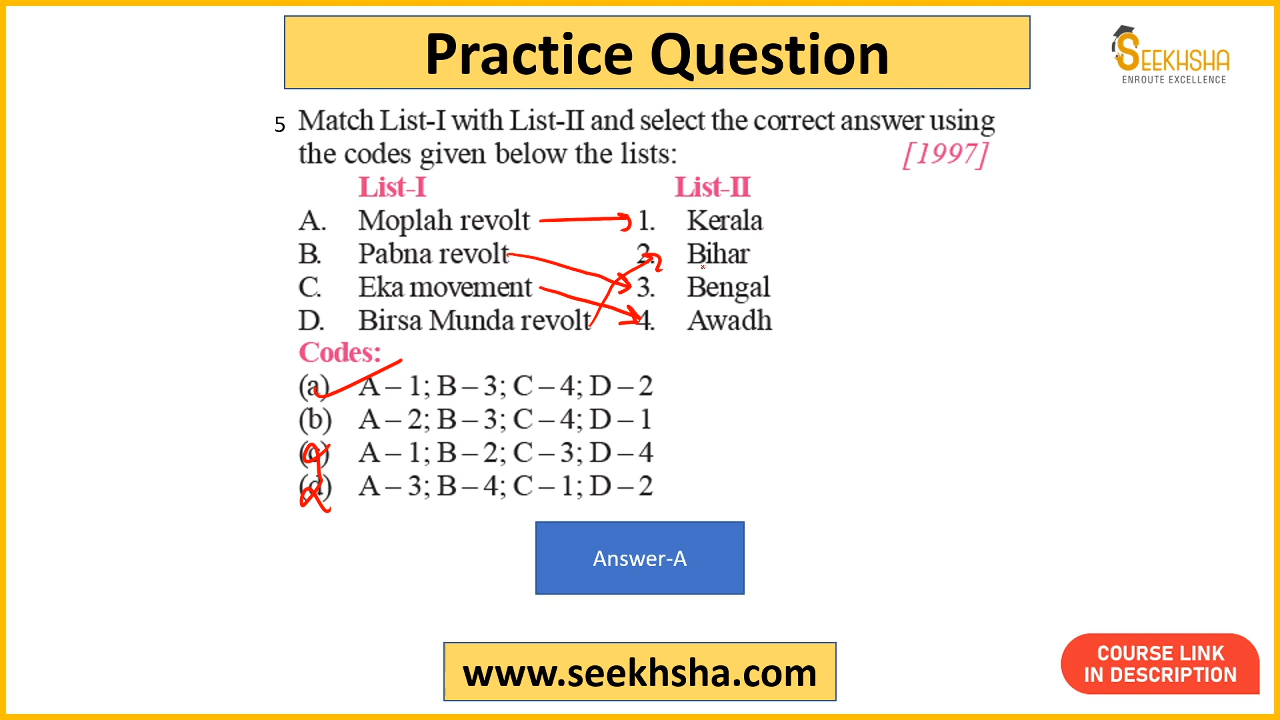 Practice Question
SEEKHSHA
ENROUTE EXCELLENCE
5 Match List-I with List-II and select the correct answer using
the codes given below the lists: [1997]
List-I List-II
A. Moplah revolt 1. Kerala
B. Pabna revolt 2. Bihar
C. Eka movement 3. Bengal
D. Birsa Munda revolt 4. Awadh
Codes:
(a) A – 1; B – 3; C – 4; D – 2
(b) A – 2; B – 3; C – 4; D – 1
(c) A – 1; B – 2; C – 3; D – 4
(d) A – 3; B – 4; C – 1; D – 2
Answer-A
www.seekhsha.com
COURSE LINK
IN DESCRIPTION